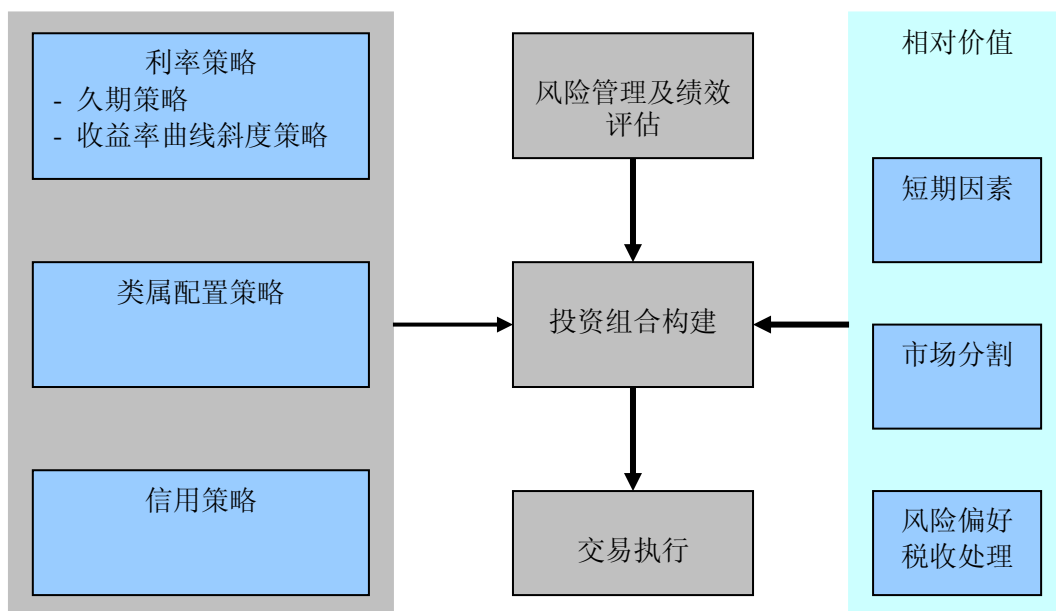 利率策略
- 久期策略
- 收益率曲线斜度策略
类属配置策略
信用策略
风险管理及绩效
评估
投资组合构建
交易执行
相对价值
短期因素
市场分割
风险偏好
税收处理